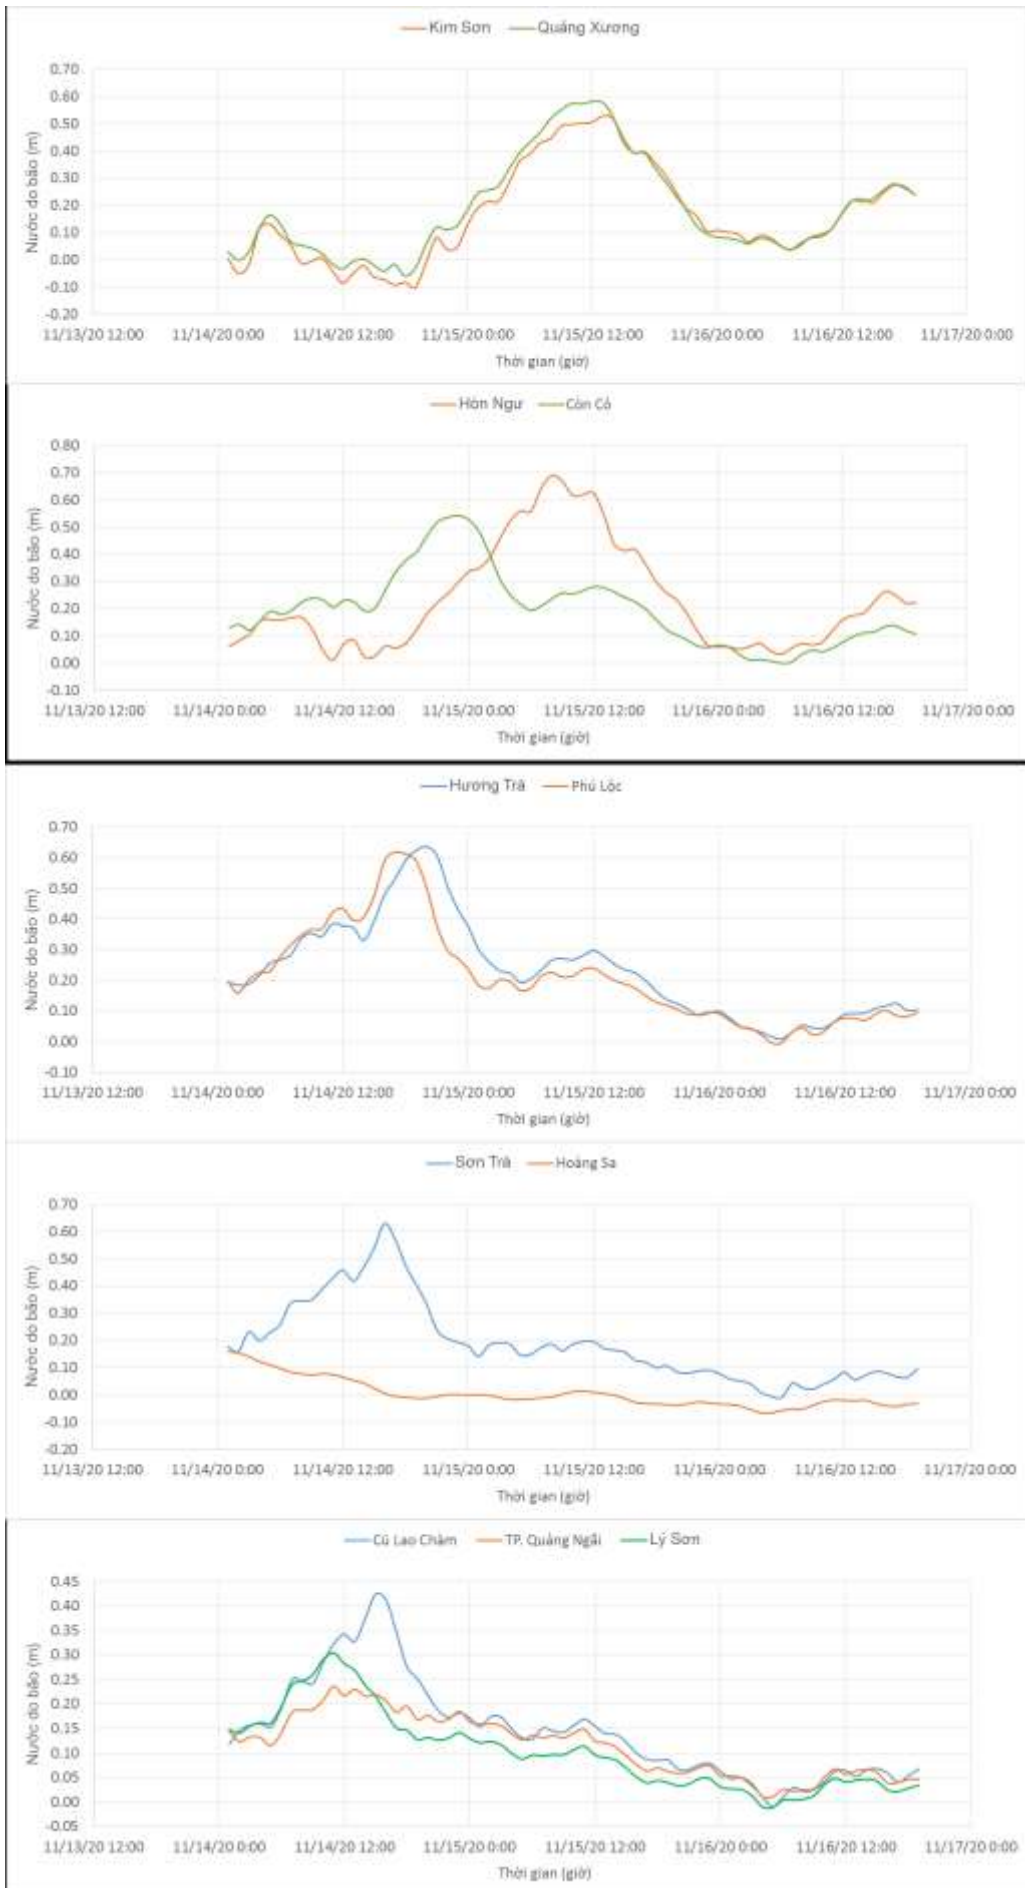 Kim Sơn Quảng Xương
0.70
0.60
0.50
0.40
0.30
0.20
0.10
0.00
-0.10
-0.20
Nước do bão (m)
11/13/20 12:00 11/14/20 0:00 11/14/20 12:00 11/15/20 0:00 11/15/20 12:00 11/16/20 0:00 11/16/20 12:00 11/17/20 0:00
Thời gian (giờ)
Hòn Ngư Cồn Cỏ
0.80
0.70
0.60
0.50
0.40
0.30
0.20
0.10
0.00
-0.10
Nước do bão (m)
11/13/20 12:00 11/14/20 0:00 11/14/20 12:00 11/15/20 0:00 11/15/20 12:00 11/16/20 0:00 11/16/20 12:00 11/17/20 0:00
Thời gian (giờ)
Hương Trà Phú Lộc
0.70
0.60
0.50
0.40
0.30
0.20
0.10
0.00
-0.10
Nước do bão (m)
11/13/20 12:00 11/14/20 0:00 11/14/20 12:00 11/15/20 0:00 11/15/20 12:00 11/16/20 0:00 11/16/20 12:00 11/17/20 0:00
Thời gian (giờ)
Sơn Trà Hoàng Sa
0.70
0.60
0.50
0.40
0.30
0.20
0.10
0.00
-0.10
-0.20
Nước do bão (m)
11/13/20 12:00 11/14/20 0:00 11/14/20 12:00 11/15/20 0:00 11/15/20 12:00 11/16/20 0:00 11/16/20 12:00 11/17/20 0:00
Thời gian (giờ)
Cù Lao Chàm TP. Quảng Ngãi Lý Sơn
0.45
0.40
0.35
0.30
0.25
0.20
0.15
0.10
0.05
0.00
-0.05
Nước do bão (m)
11/13/20 12:00 11/14/20 0:00 11/14/20 12:00 11/15/20 0:00 11/15/20 12:00 11/16/20 0:00 11/16/20 12:00 11/17/20 0:00
Thời gian (giờ)